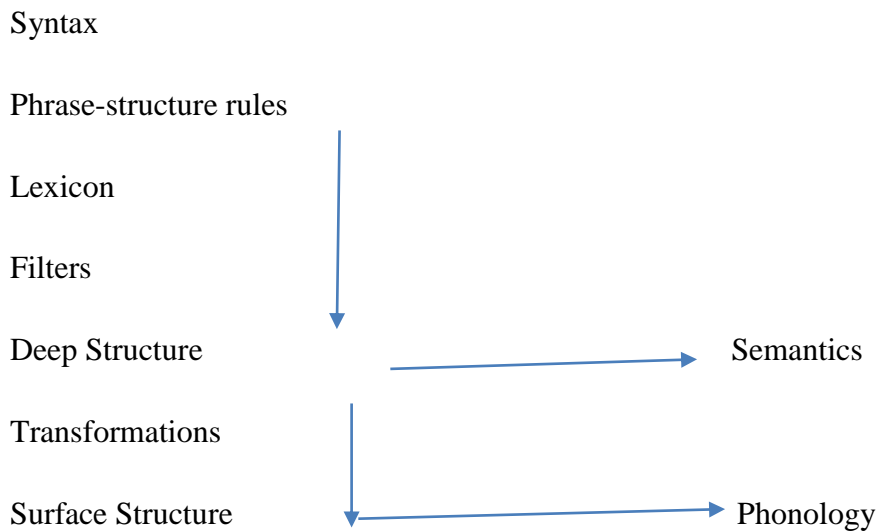 Syntax
Phrase-structure rules
Lexicon
Filters
Deep Structure Semantics
Transformations
Surface Structure Phonology